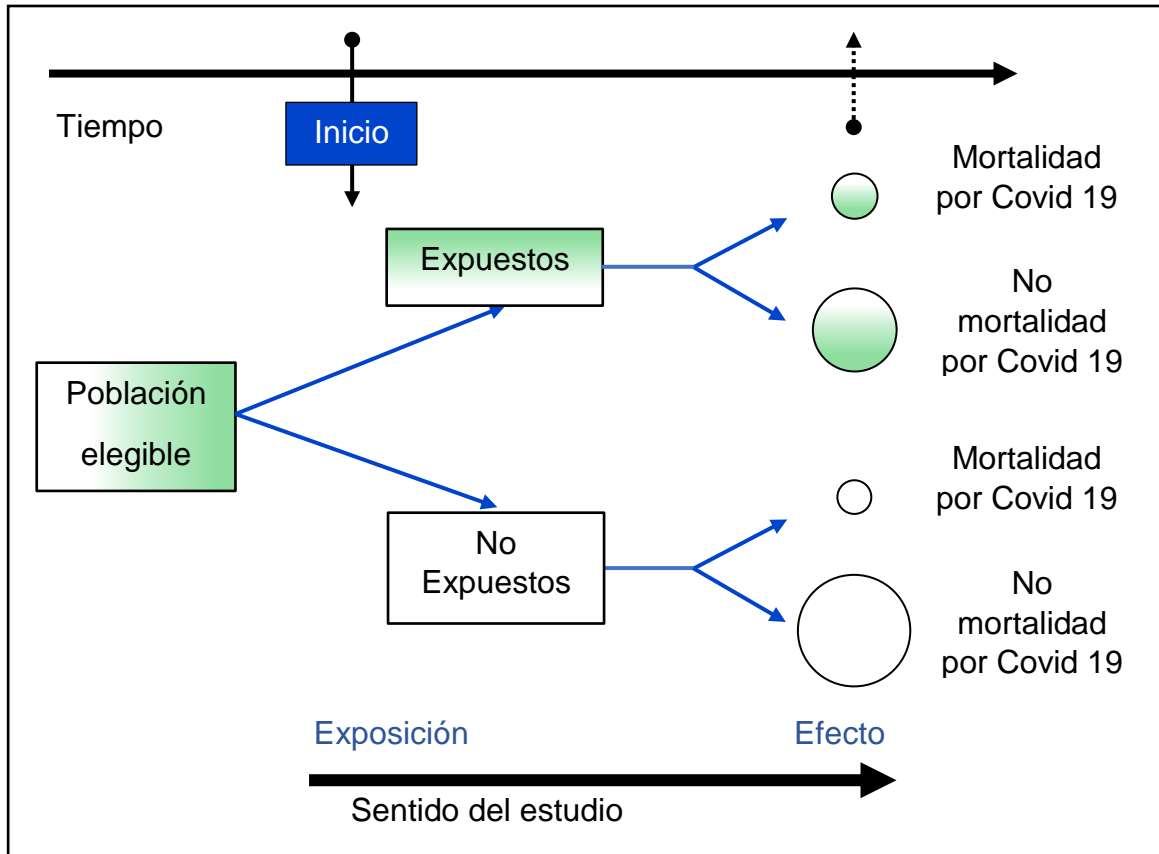 Tiempo
Inicio
Mortalidad
por Covid 19
Expuestos
No
mortalidad
por Covid 19
Población
elegible
Mortalidad
por Covid 19
No
Expuestos
No
mortalidad
por Covid 19
Exposición
Efecto
Sentido del estudio